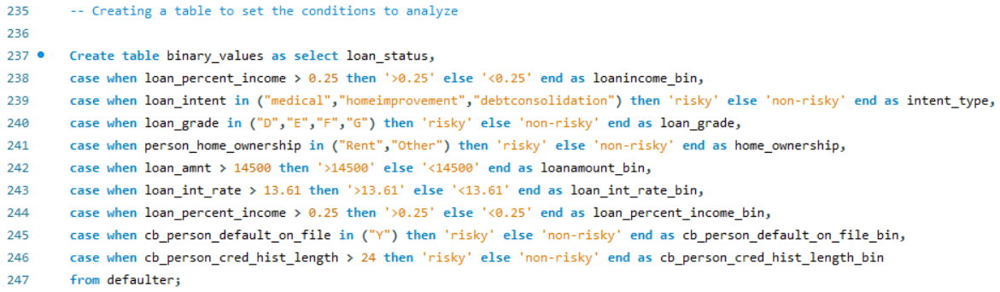 235 -- Creating a table to set the conditions to analyze
236
237 Create table binary_values as select loan_status,
238 case when loan_percent_income > 0.25 then '>0.25' else '<0.25' end as loanincome_bin,
239 case when loan_intent in ("medical","homeimprovement","debtconsolidation") then 'risky' else 'non-risky' end as intent_type,
240 case when loan_grade in ("D","E","F","G") then 'risky' else 'non-risky' end as loan_grade,
241 case when person_home_ownership in ("Rent","Other") then 'risky' else 'non-risky' end as home_ownership,
242 case when loan_amnt > 14500 then '>14500' else '<14500' end as loanamount_bin,
243 case when loan_int_rate > 13.61 then '>13.61' else '<13.61' end as loan_int_rate_bin,
244 case when loan_percent_income > 0.25 then '>0.25' else '<0.25' end as loan_percent_income_bin,
245 case when cb_person_default_on_file in ("Y") then 'risky' else 'non-risky' end as cb_person_default_on_file_bin,
246 case when cb_person_cred_hist_length > 24 then 'risky' else 'non-risky' end as cb_person_cred_hist_length_bin
247 from defaulter;